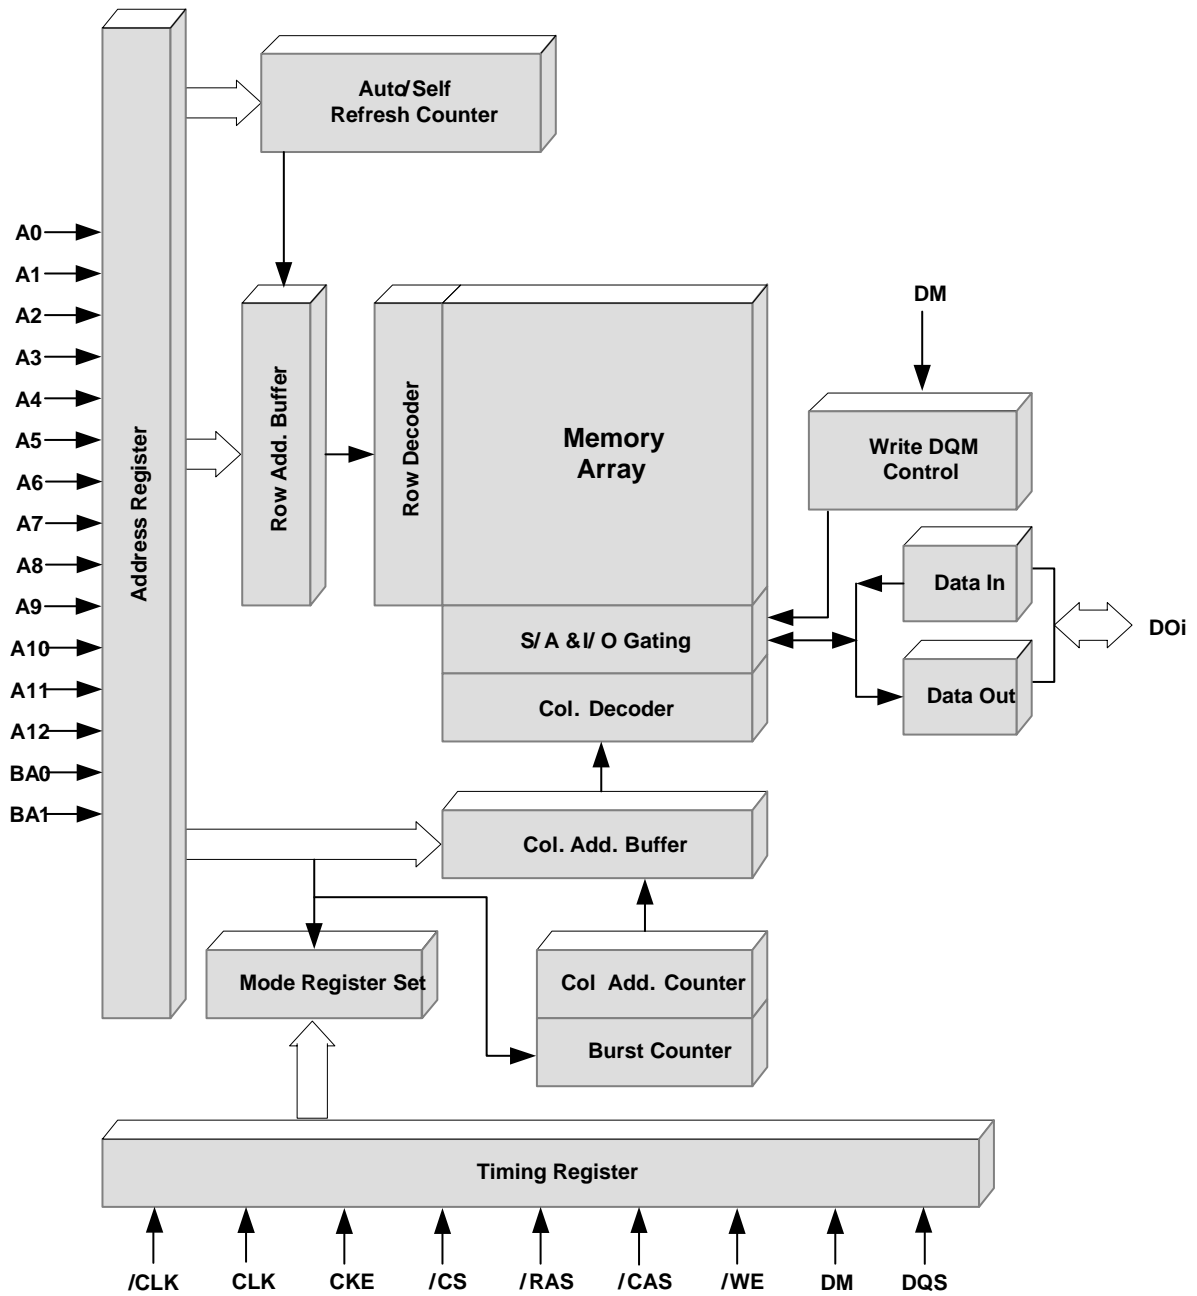 Auto/Self
Refresh Counter
A0
A1
A2
A3
A4
A5
A6
A7
A8
A9
A10
A11
A12
BA0
BA1
Address Register
Row Add. Buffer
Row Decoder
Memory
Array
DM
Write DQM
Control
Data In
Data Out
DOi
S/ A &I/ O Gating
Col. Decoder
Col. Add. Buffer
Mode Register Set
Col Add. Counter
Burst Counter
Timing Register
/CLK
CLK
CKE
/CS
/RAS
/CAS
/WE
DM
DQS